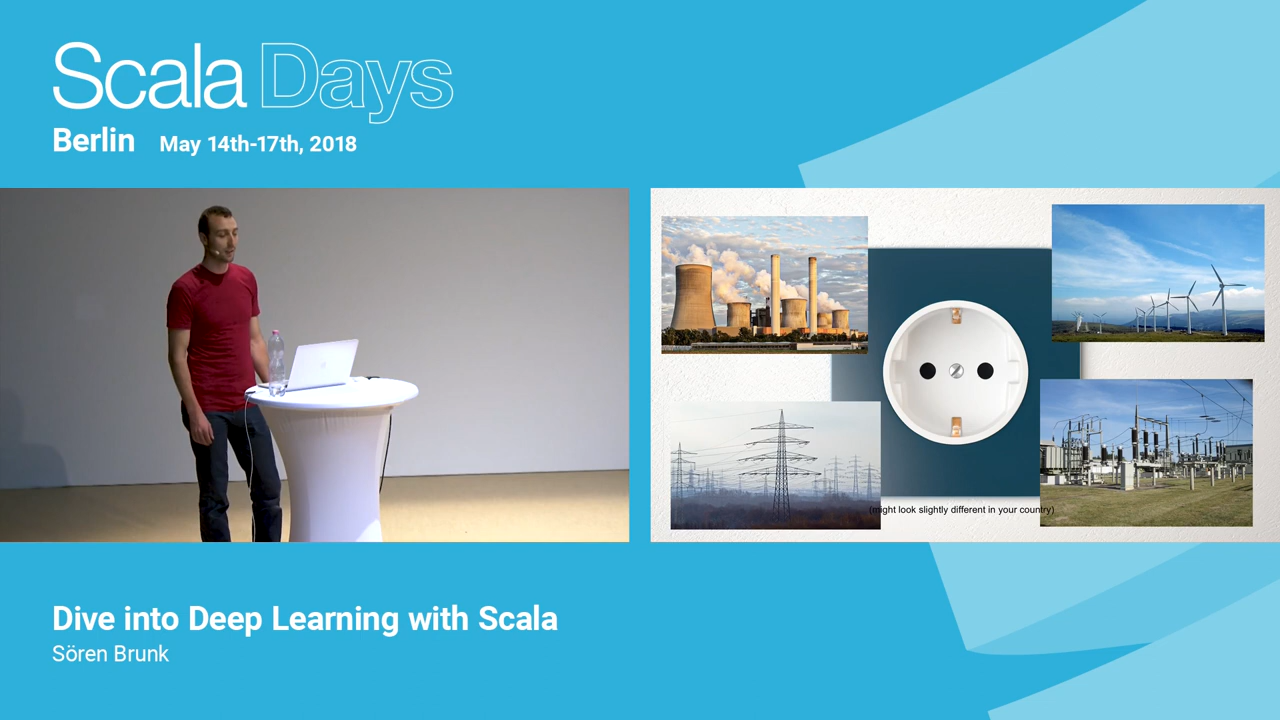 Scala Days
Berlin May 14th-17th, 2018
(might look slightly different in your country)
Dive into Deep Learning with Scala
Sören Brunk